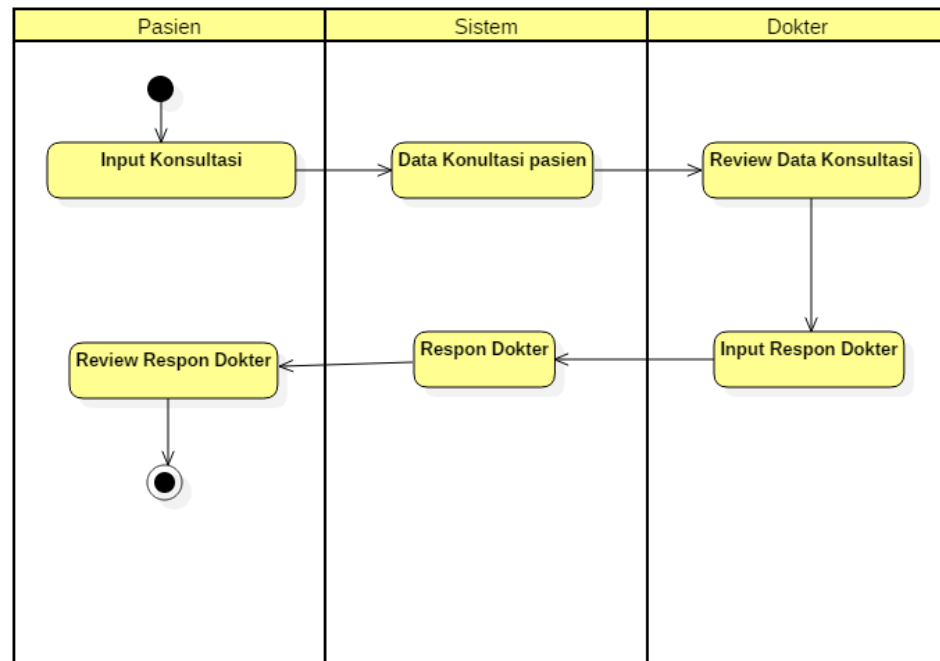 Pasien
Sistem
Dokter
Input Konsultasi
Data Konultasi pasien
Review Data Konsultasi
Review Respon Dokter
Respon Dokter
Input Respon Dokter